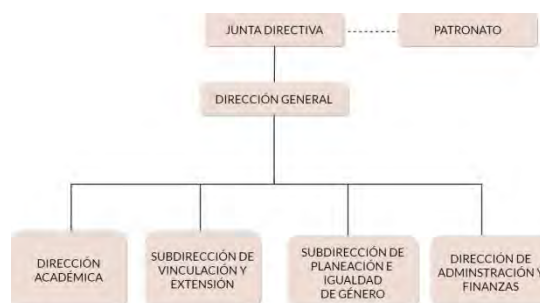 JUNTA DIRECTIVA
PATRONATO
DIRECCIÓN GENERAL
DIRECCIÓN
ACADÉMICA
SUBDIRECCIÓN DE
VINCULACIÓN Y
EXTENSIÓN
SUBDIRECCIÓN DE
PLANEACIÓN E
IGUALDAD
DE GÉNERO
DIRECCIÓN DE
ADMINSTRACIÓN Y
FINANZAS